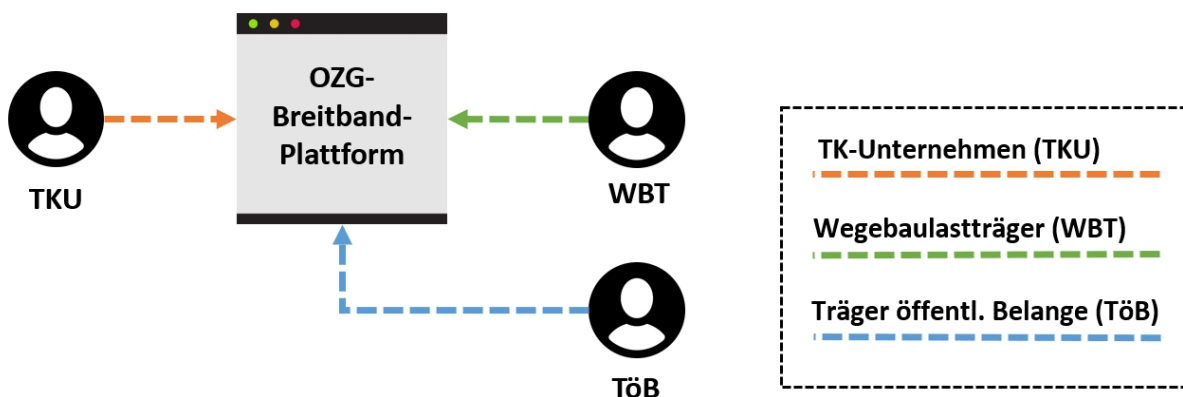 OZG-
Breitband-
Plattform
TKU
WBT
TöB
TK-Unternehmen (TKU)
Wegebaulastträger (WBT)
Träger öffentl. Belange (TöB)